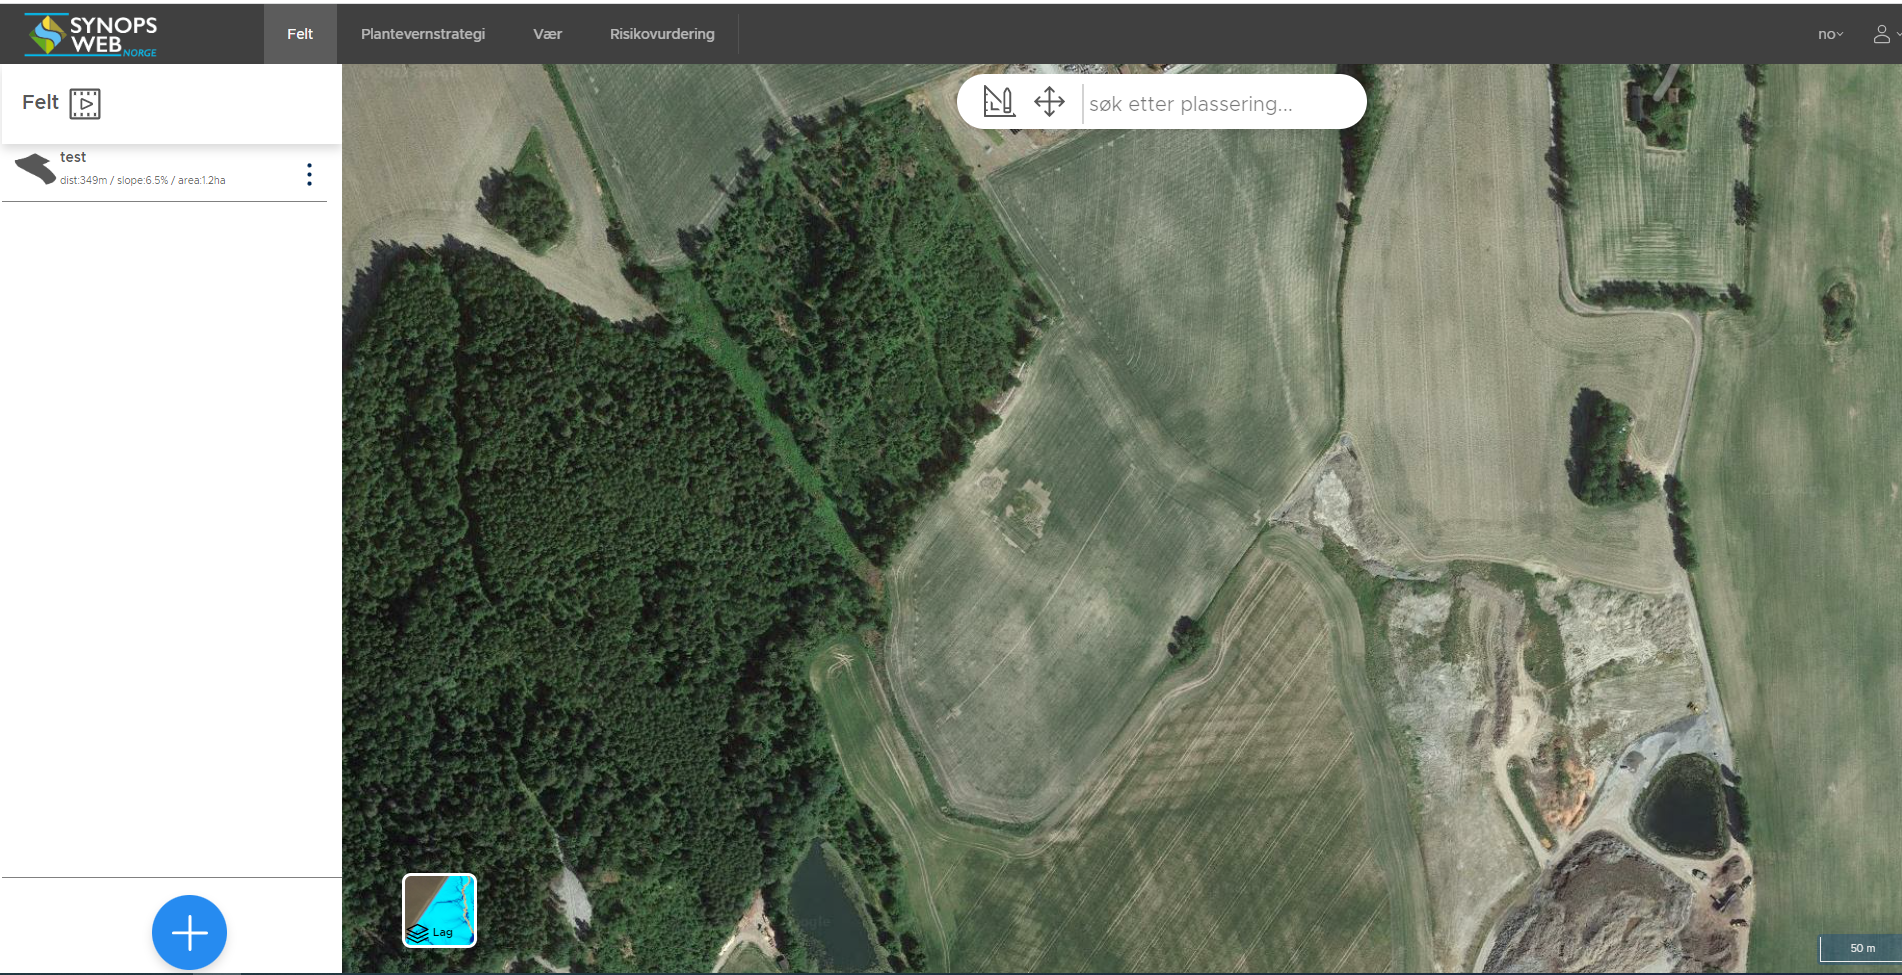 SYNOPS
WEB NORGE
Felt
Plantevernstrategi
Vær
Risikovurdering
no
Felt
søk etter plassering...
test
dist:349m / slope:6.5% / area:1.2ha
Lag
50 m